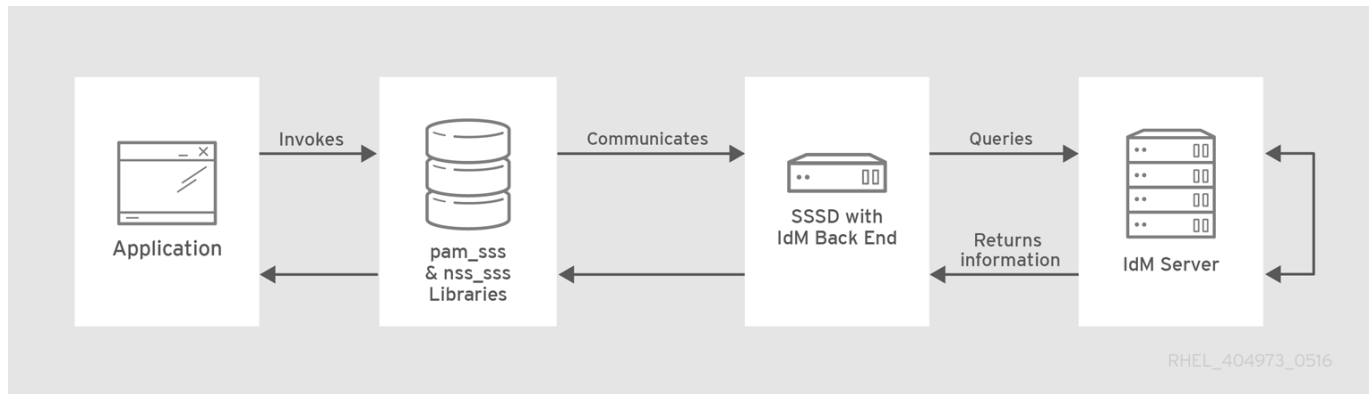 Invokes
Communicates
Queries
Application
pam_sss
& nss_sss
Libraries
SSSD with
IdM Back End
Returns
information
IdM Server
RHEL_404973_0516